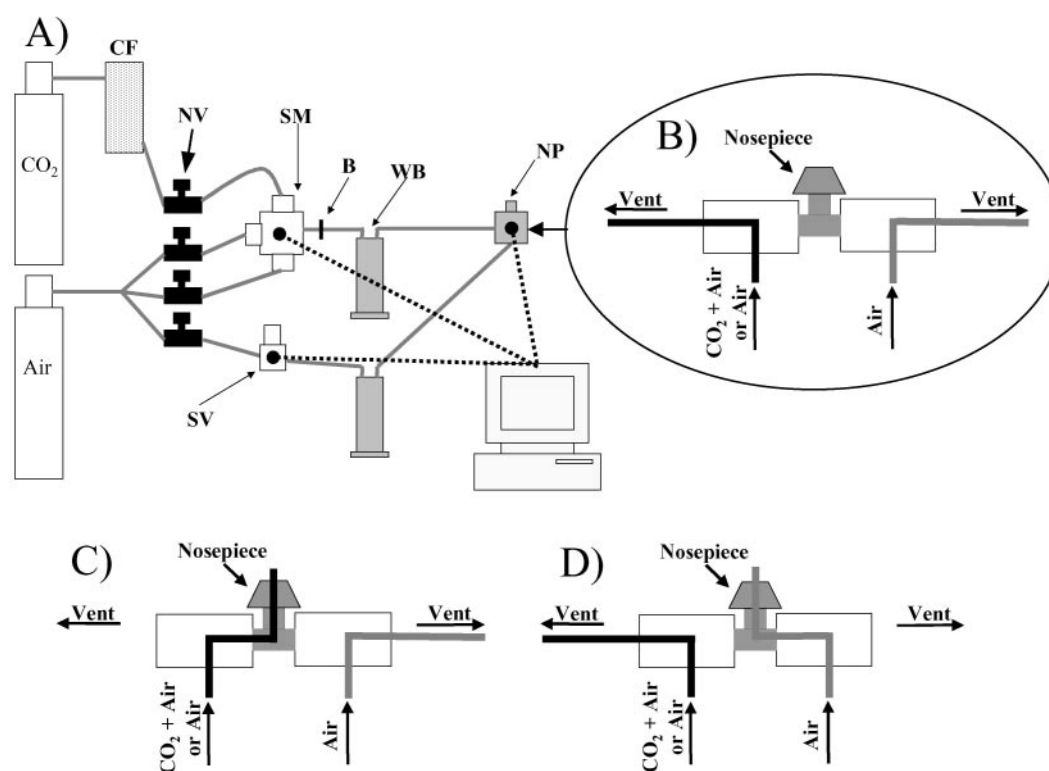 A)
CF
NV
SM
B
WB
NP
CO₂
Air
SV
B)
Nosepiece
Vent
Vent
CO₂ + Air
or Air
Air
C)
Nosepiece
Vent
Vent
CO₂ + Air
or Air
Air
D)
Nosepiece
Vent
Vent
CO₂ + Air
or Air
Air